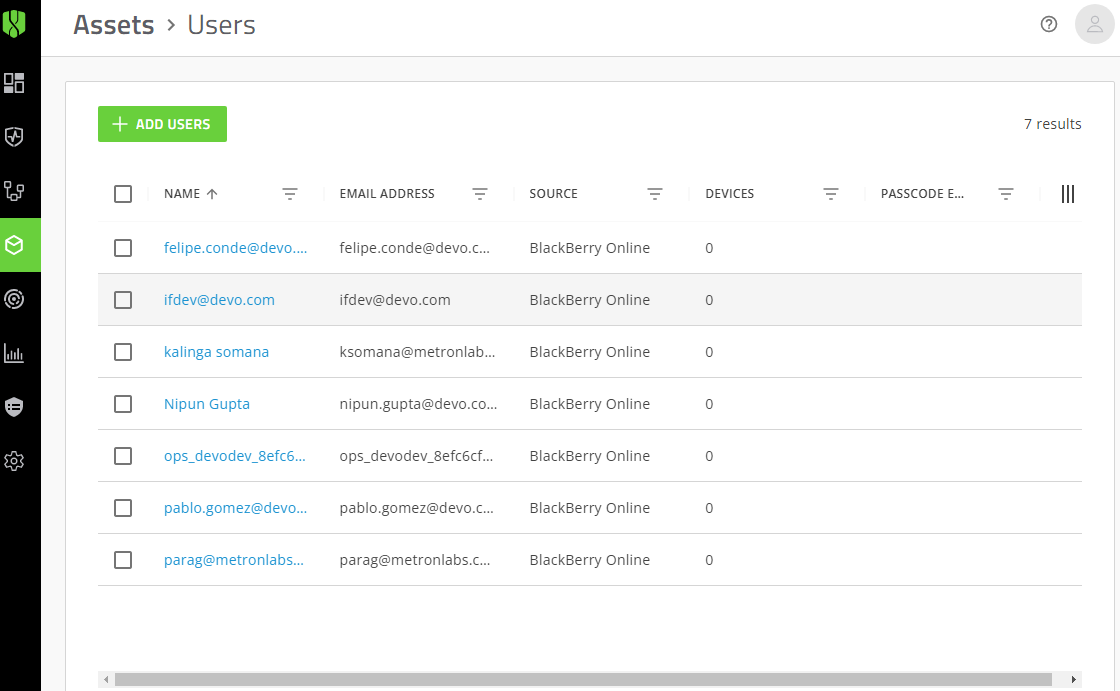 Assets > Users
ADD USERS
7 results
NAME EMAIL ADDRESS SOURCE DEVICES PASSCODE E...
felipe.conde@devo.... felipe.conde@devo.c... BlackBerry Online 0
ifdev@devo.com ifdev@devo.com BlackBerry Online 0
kalinga somana ksomana@metronlab... BlackBerry Online 0
Nipun Gupta nipun.gupta@devo.co... BlackBerry Online 0
ops_devodev_8efc6... ops_devodev_8efc6cf... BlackBerry Online 0
pablo.gomez@devo... pablo.gomez@devo.c... BlackBerry Online 0
parag@metronlabs... parag@metronlabs.c... BlackBerry Online 0